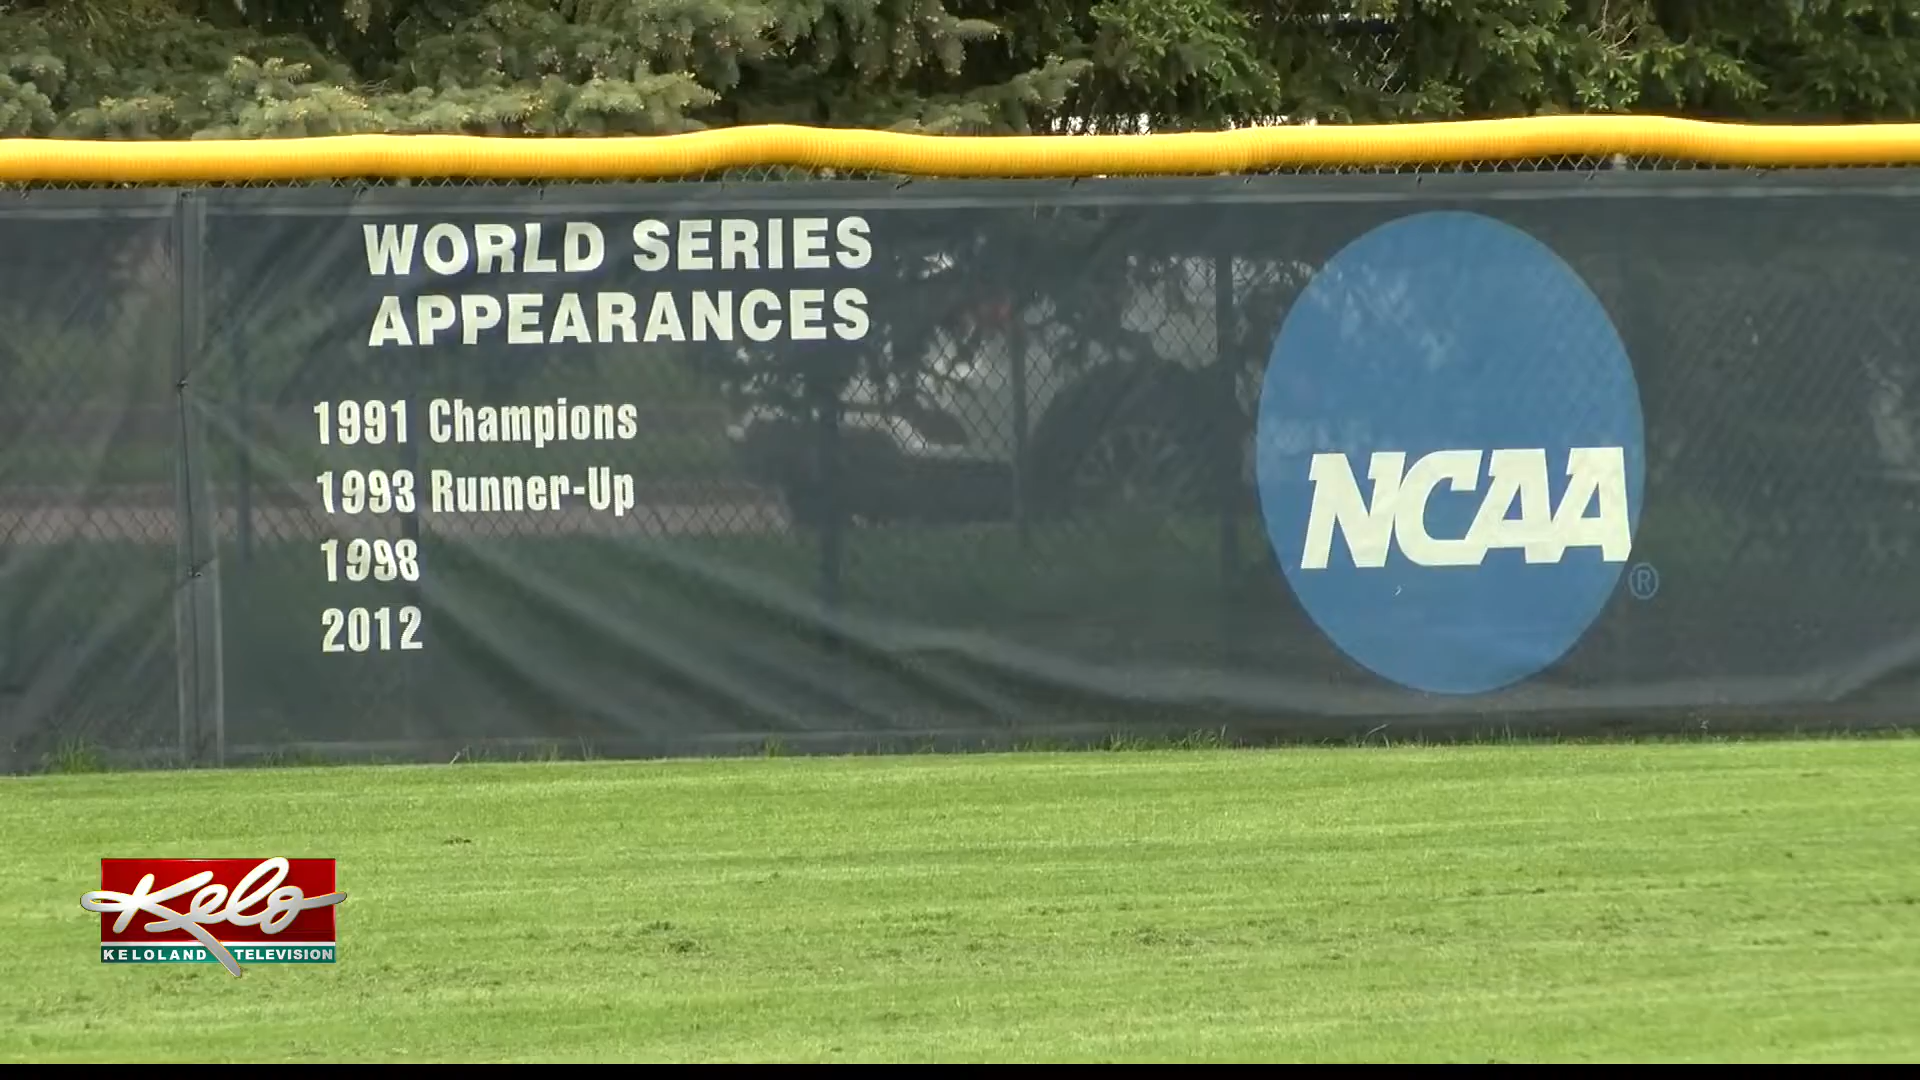 WORLD SERIES
APPEARANCES
1991 Champions
1993 Runner-Up
1998
2012
NCAA
®
Kelo
KELOLAND TELEVISION